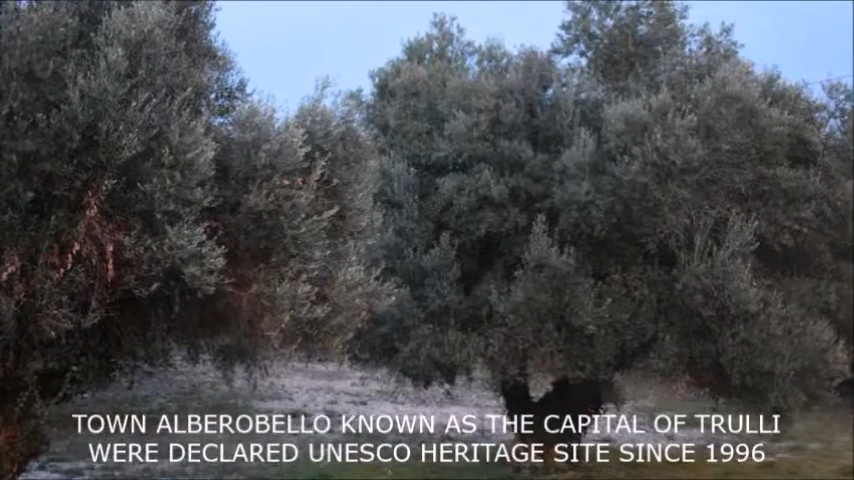 TOWN ALBEROBELLO KNOWN AS THE CAPITAL OF TRULLI
WERE DECLARED UNESCO HERITAGE SITE SINCE 1996